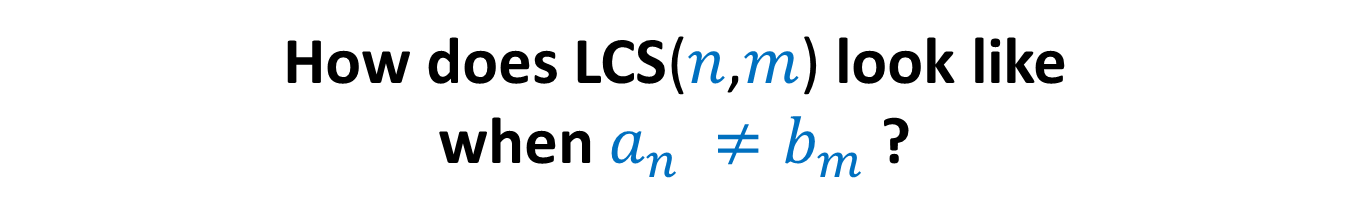 How does LCS(n,m) look like
when aₙ ≠ bₘ ?